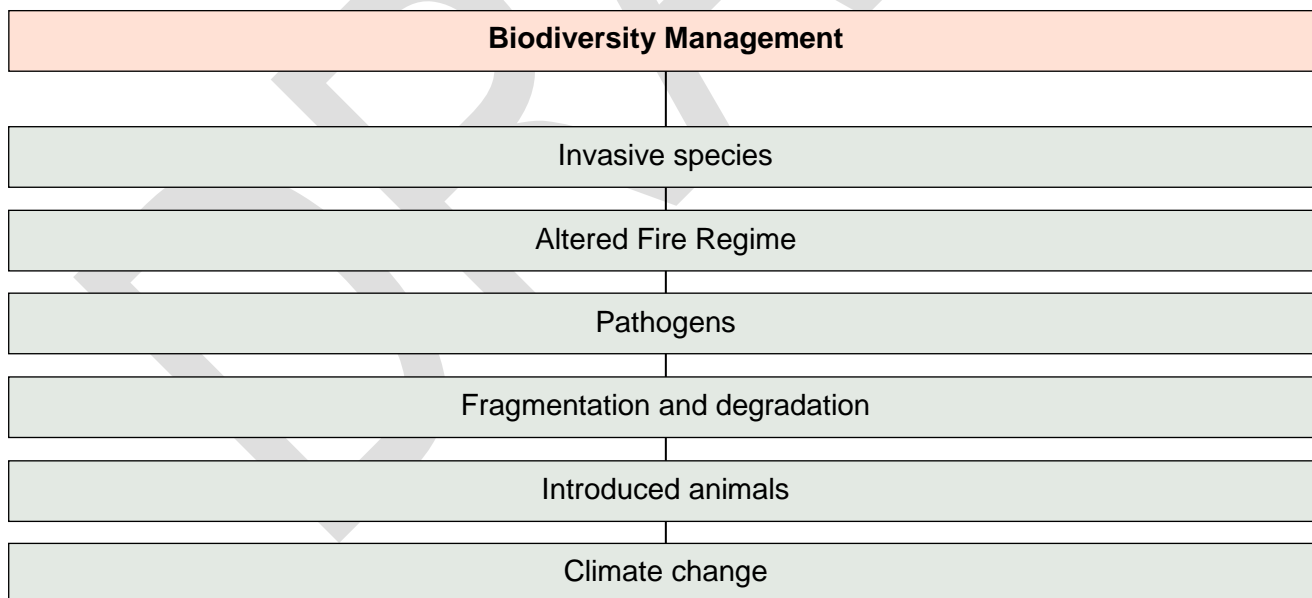 Biodiversity Management
Invasive species
Altered Fire Regime
Pathogens
Fragmentation and degradation
Introduced animals
Climate change